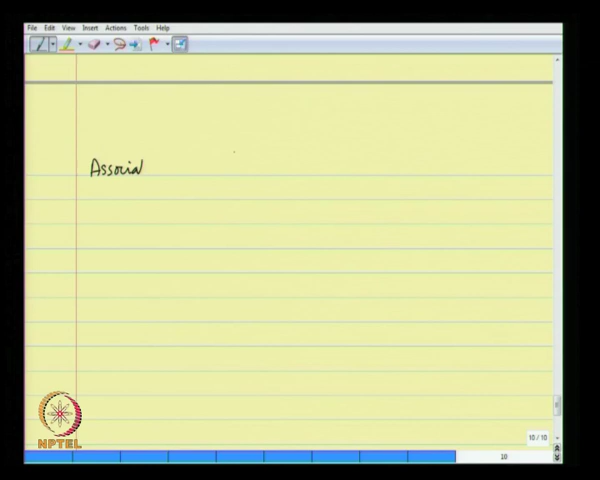 File Edit View Insert Actions Tools Help
Associa
NPTEL
10 / 10
10